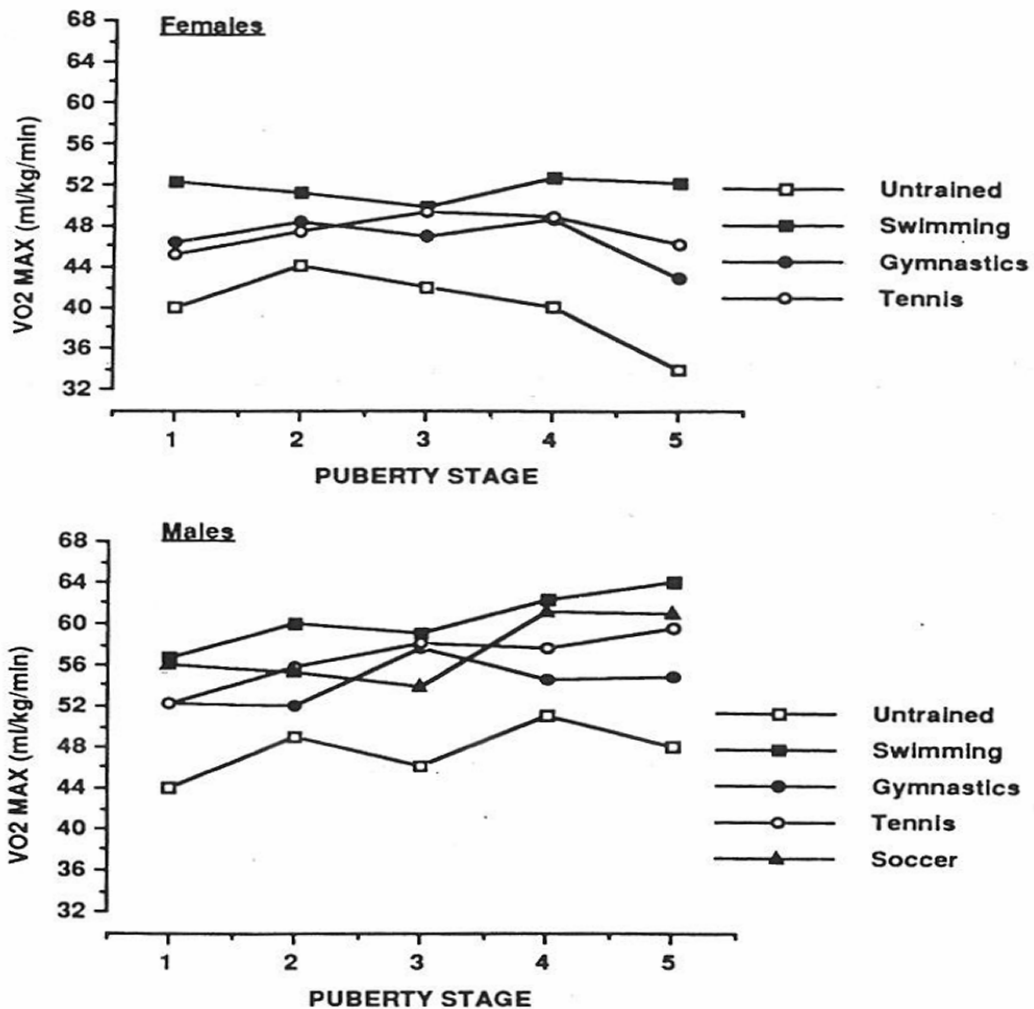 Females
68
64
60
56
52
48
44
40
36
32
VO2 MAX (ml/kg/min)
1 2 3 4 5
PUBERTY STAGE
Untrained
Swimming
Gymnastics
Tennis
Males
68
64
60
56
52
48
44
40
36
32
VO2 MAX (ml/kg/min)
1 2 3 4 5
PUBERTY STAGE
Untrained
Swimming
Gymnastics
Tennis
Soccer